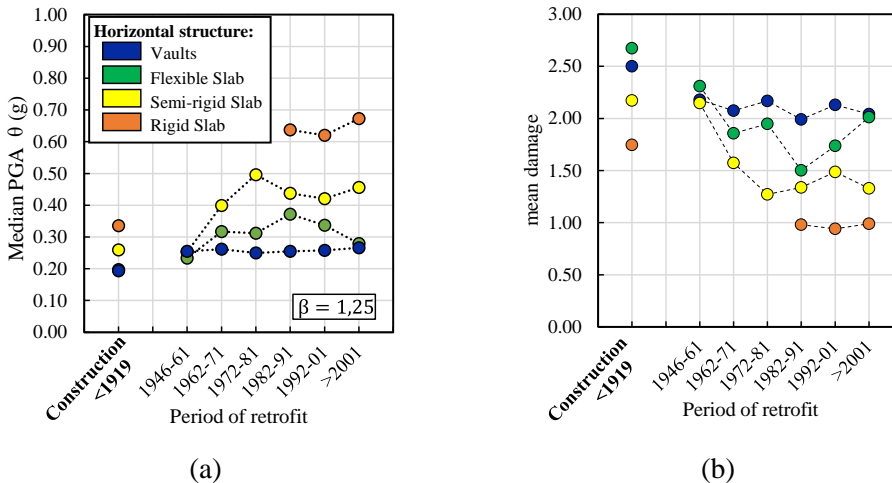 1.00
0.90
0.80
0.70
0.60
0.50
0.40
0.30
0.20
0.10
0.00
Median PGA θ (g)
Horizontal structure:
Vaults
Flexible Slab
Semi-rigid Slab
Rigid Slab
β = 1,25
Construction
<1919
1946-61
1962-71
1972-81
1982-91
1992-01
>2001
Period of retrofit
(a)
3.00
2.50
2.00
1.50
1.00
0.50
0.00
mean damage
Construction
<1919
1946-61
1962-71
1972-81
1982-91
1992-01
>2001
Period of retrofit
(b)